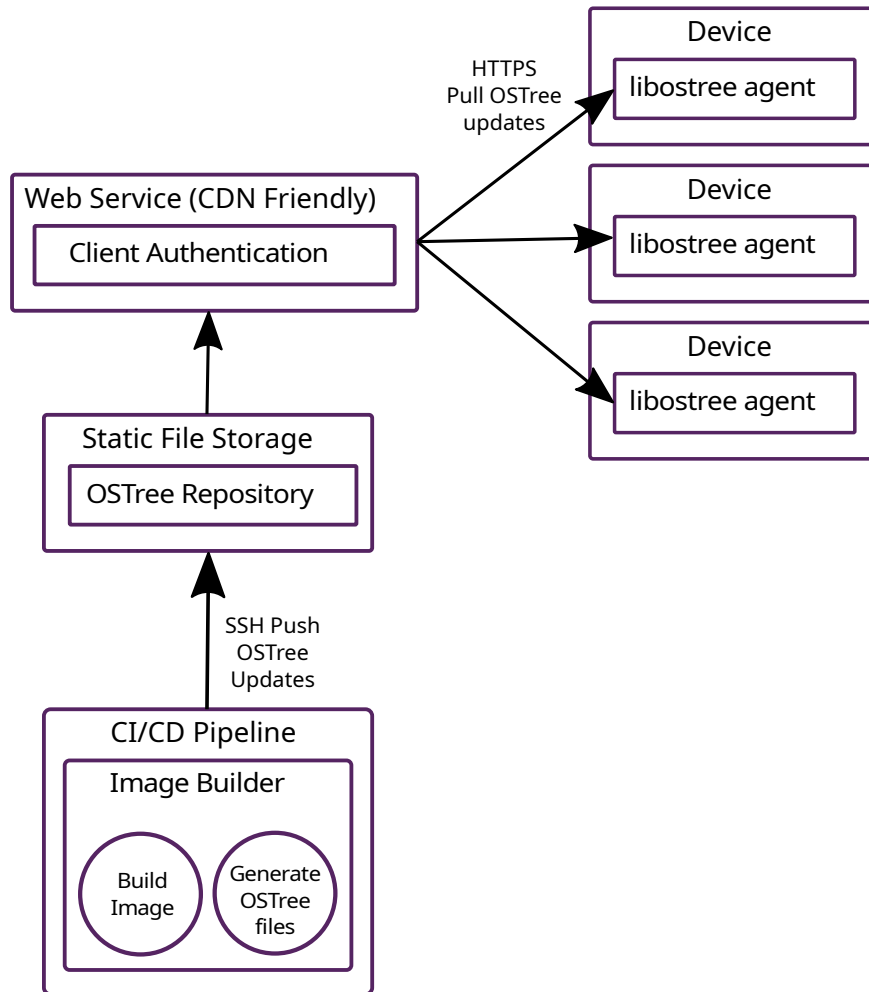 Device
libostree agent
HTTPS
Pull OSTree
updates
Device
libostree agent
Web Service (CDN Friendly)
Client Authentication
Device
libostree agent
Static File Storage
OSTree Repository
SSH Push
OSTree
Updates
CI/CD Pipeline
Image Builder
Build
Image
Generate
OSTree
files